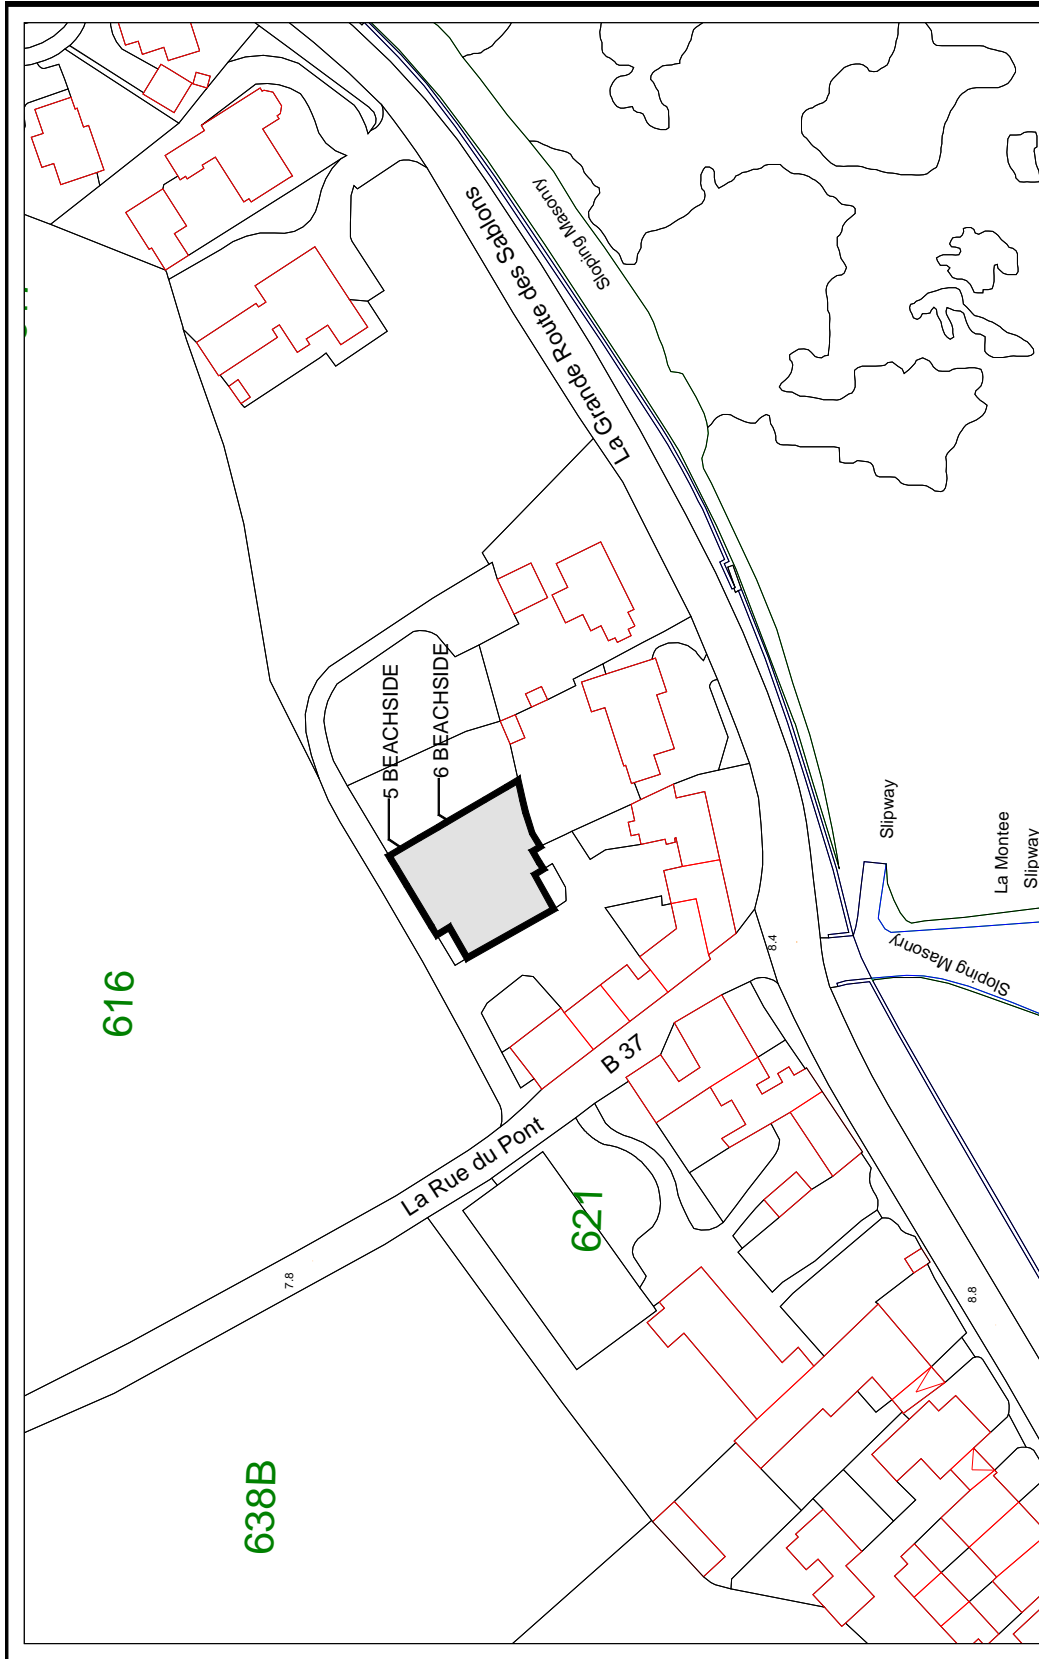 La Grande Route des Sablons
Sloping Masonry
5 BEACHSIDE
6 BEACHSIDE
Slipway
La Montee
Slipway
Sloping Masonry
8.4
616
B 37
La Rue du Pont
621
7.8
8.8
638B